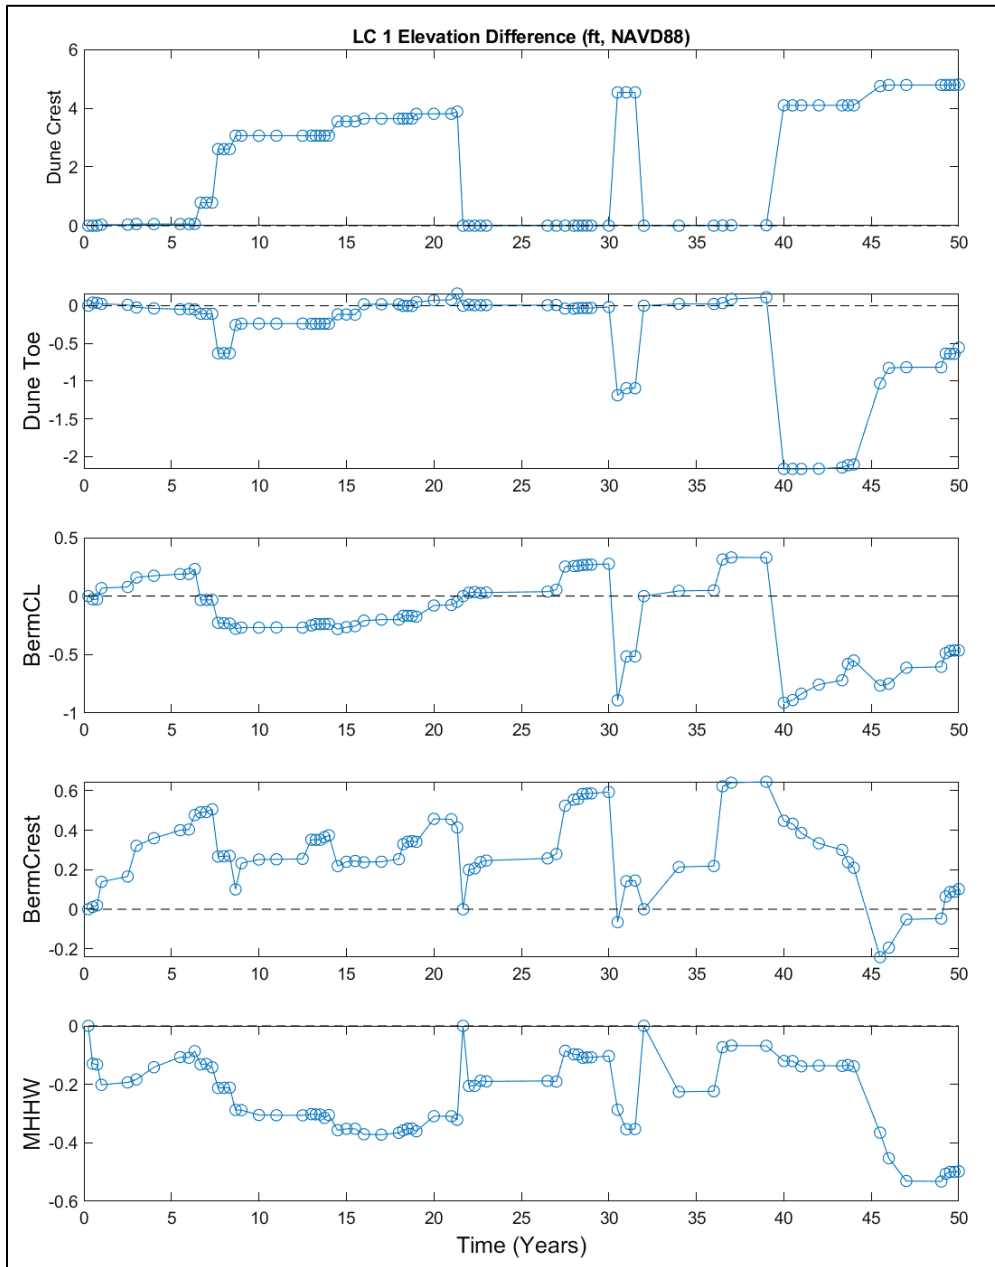 LC 1 Elevation Difference (ft, NAVD88)
Dune Crest
6
4
2
0
0 5 10 15 20 25 30 35 40 45 50
Dune Toe
0
-0.5
-1
-1.5
-2
0 5 10 15 20 25 30 35 40 45 50
BermCL
0.5
0
-0.5
-1
0 5 10 15 20 25 30 35 40 45 50
BermCrest
0.6
0.4
0.2
0
-0.2
0 5 10 15 20 25 30 35 40 45 50
MHHW
0
-0.2
-0.4
-0.6
0 5 10 15 20 25 30 35 40 45 50
Time (Years)